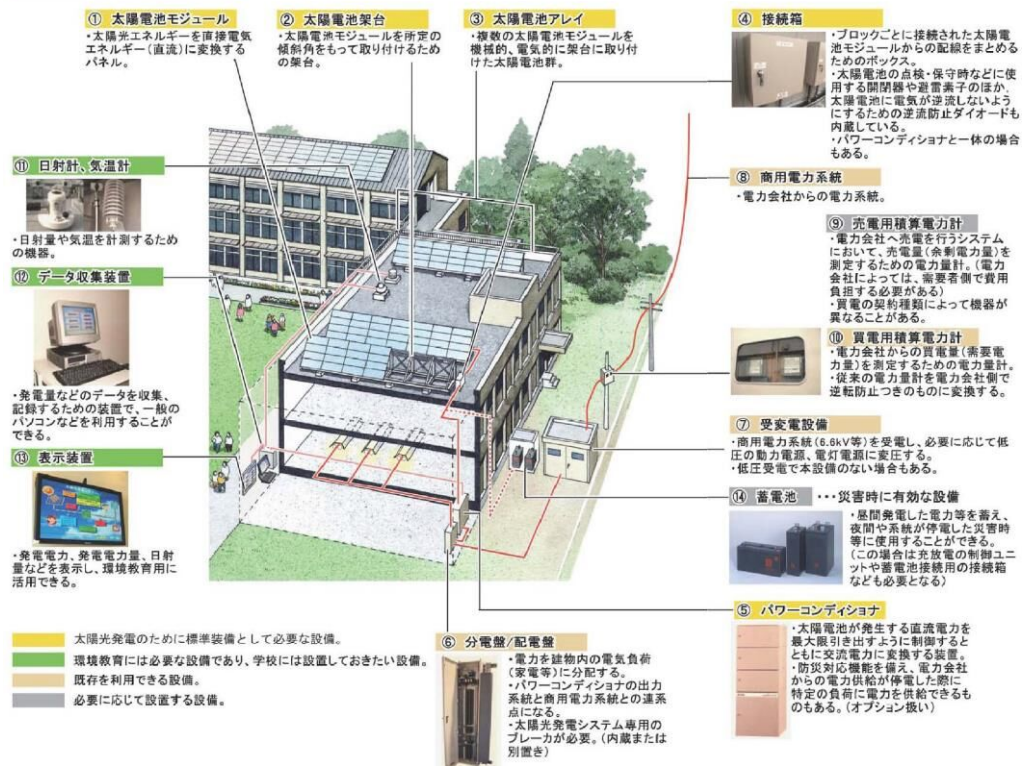 ① 太陽電池モジュール
・太陽光エネルギーを直接電気
エネルギー(直流)に変換する
パネル。
② 太陽電池架台
・太陽電池モジュールを所定の
傾斜角をもって取り付けるため
の架台。
③ 太陽電池アレイ
・複数の太陽電池モジュールを
機械的、電気的に架台に取り付
けた太陽電池群。
④ 接続箱
・ブロックごとに接続された太陽電
池モジュールからの配線をまとめ
るためのボックス。
・太陽電池の点検・保守時などに使
用する開閉器や避雷素子のほか、
太陽電池に電気が逆流しないよう
にするための逆流防止ダイオードも
内蔵している。
・パワーコンディショナと一体の場合
もある。
⑪ 日射計、気温計
・日射量や気温を計測するため
の機器。
⑧ 商用電力系統
・電力会社からの電力系統。
⑨ 売電用積算電力計
・電力会社へ売電を行うシステム
において、売電量(余剰電力量)を
測定するための電力量計。(電力
会社によっては、需要者側で費用
負担する必要がある)
・買電の契約種類によって機器が
異なることがある。
⑫ データ収集装置
・発電量などのデータを収集、
記録するための装置で、一般の
パソコンなどを利用することが
できる。
⑩ 買電用積算電力計
・電力会社からの買電量(需要電
力量)を測定するための電力量計。
・従来の電力量計を電力会社側で
逆転防止つきのものに変換する。
⑦ 受変電設備
・商用電力系統(6.6kV等)を受電し、必要に応じて低
圧の動力電源、電灯電源に変圧する。
・低圧受電で本設備のない場合もある。
⑬ 表示装置
・発電電力、発電電力量、日射
量などを表示し、環境教育用に
活用できる。
⑭ 蓄電池 ・・・災害時に有効な設備
・昼間発電した電力等を蓄え、
夜間や系統が停電した災害時
等に使用することができる。
(この場合は充放電の制御ユニ
ットや蓄電池接続用の接続箱
なども必要となる)
⑤ パワーコンディショナ
・太陽電池が発生する直流電力を
最大限引き出すように制御すると
ともに交流電力に変換する装置。
・防災対応機能を備え、電力会社
からの電力供給が停電した際に
特定の負荷に電力を供給できる
ものもある。(オプション扱い)
⑥ 分電盤/配電盤
・電力を建物内の電気負荷
(家電等)に分配する。
・パワーコンディショナの出力
系統と商用電力系統との連系
点になる。
・太陽光発電システム専用の
ブレーカが必要。(内蔵または
別置き)
太陽光発電のために標準装備として必要な設備。
環境教育には必要な設備であり、学校には設置しておきたい設備。
既存を利用できる設備。
必要に応じて設置する設備。